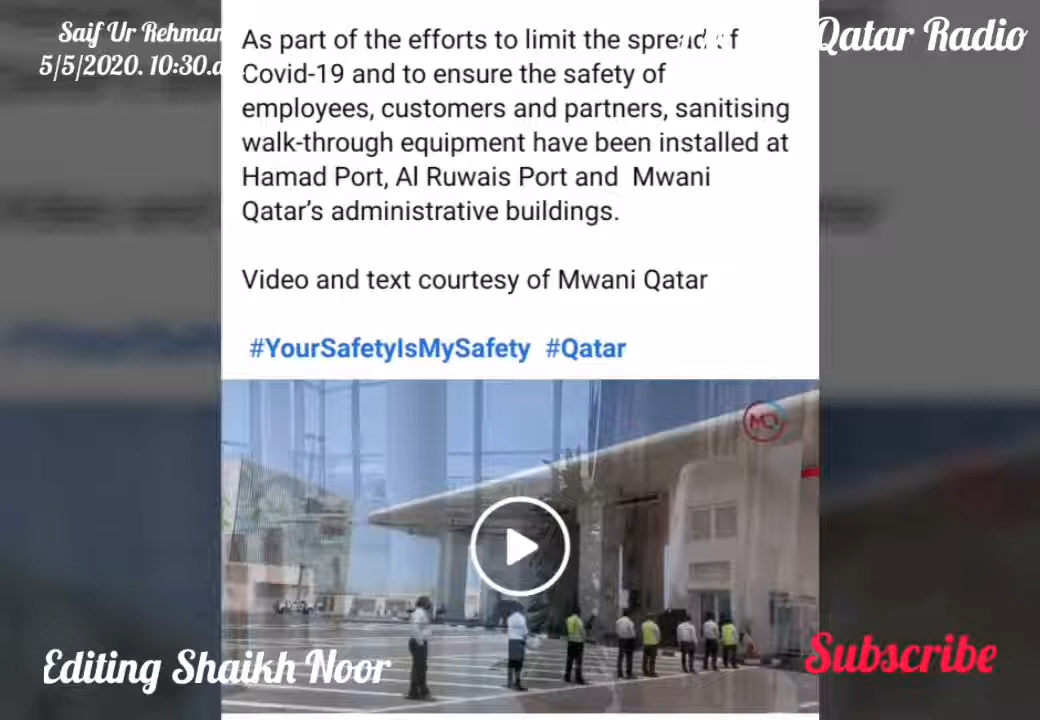 Saif Ur Rehman
5/5/2020. 10:30.a
Qatar Radio
As part of the efforts to limit the spread of
Covid-19 and to ensure the safety of
employees, customers and partners, sanitising
walk-through equipment have been installed at
Hamad Port, Al Ruwais Port and Mwani
Qatar's administrative buildings.
Video and text courtesy of Mwani Qatar
#YourSafetyIsMySafety #Qatar
Editing Shaikh Noor
Subscribe